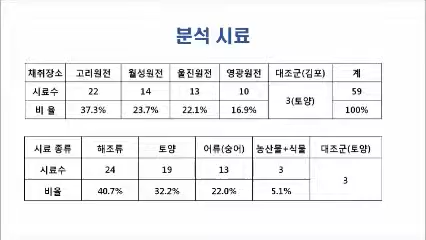 분석 시료
채취장소 고리원전 월성원전 울진원전 영광원전 대조군(김포) 계
시료수 22 14 13 10 3(토양) 59
비 율 37.3% 23.7% 22.1% 16.9% 100%
시료 종류 해조류 토양 어류(숭어) 농산물+식물 대조군(토양)
시료수 24 19 13 3 3
비율 40.7% 32.2% 22.0% 5.1%